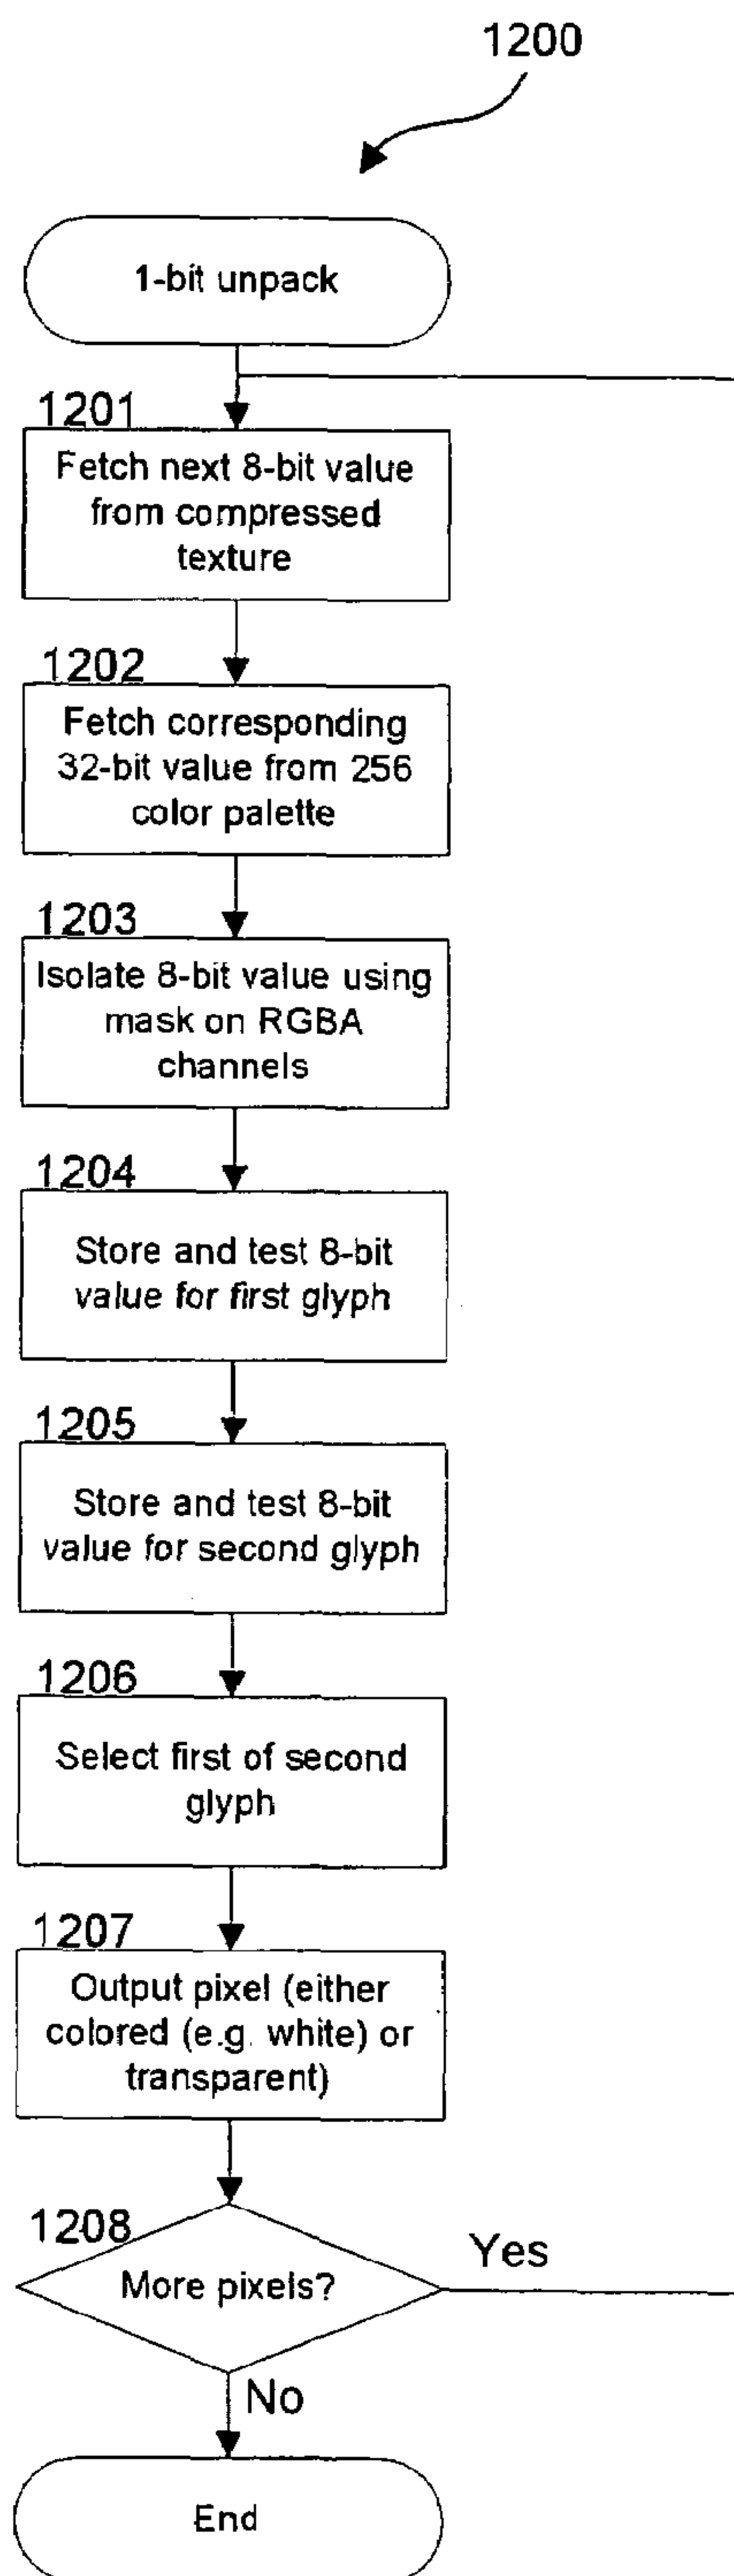 1200
1-bit unpack
1201
Fetch next 8-bit value
from compressed
texture
1202
Fetch corresponding
32-bit value from 256
color palette
1203
Isolate 8-bit value using
mask on RGBA
channels
1204
Store and test 8-bit
value for first glyph
1205
Store and test 8-bit
value for second glyph
1206
Select first of second
glyph
1207
Output pixel (either
colored (e.g. white) or
transparent)
1208
More pixels?
Yes
No
End